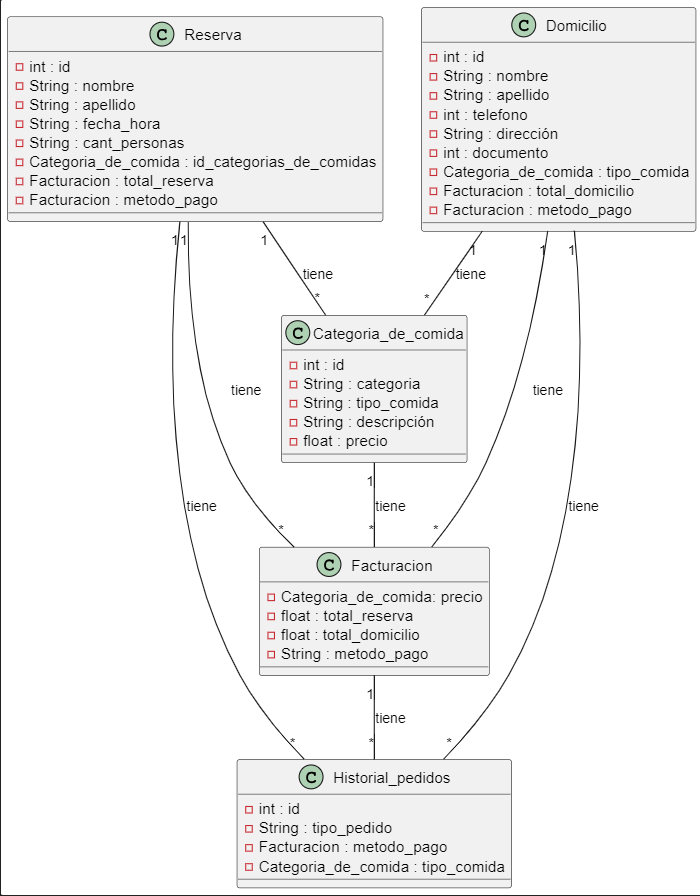 C Reserva
int : id
String : nombre
String : apellido
String : fecha_hora
String : cant_personas
Categoria_de_comida : id_categorias_de_comidas
Facturacion : total_reserva
Facturacion : metodo_pago
C Domicilio
int : id
String : nombre
String : apellido
int : telefono
String : dirección
int : documento
Categoria_de_comida : tipo_comida
Facturacion : total_domicilio
Facturacion : metodo_pago
1 1 1 1 1 1
tiene tiene
* *
C Categoria_de_comida
int : id
String : categoria
String : tipo_comida
String : descripción
float : precio
tiene tiene
1
tiene tiene tiene
* * *
C Facturacion
Categoria_de_comida: precio
float : total_reserva
float : total_domicilio
String : metodo_pago
1
tiene
* * *
C Historial_pedidos
int : id
String : tipo_pedido
Facturacion : metodo_pago
Categoria_de_comida : tipo_comida